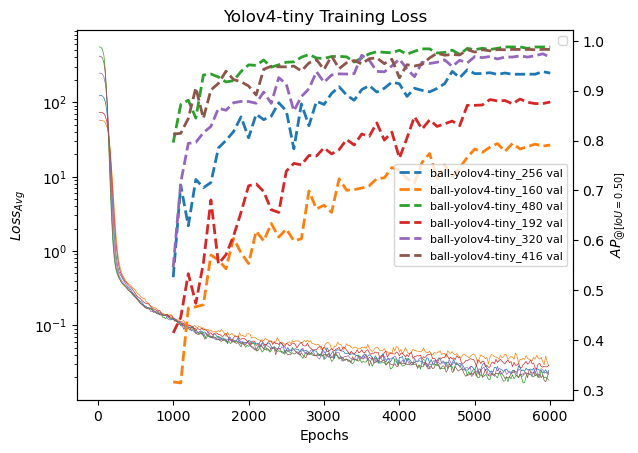 Yolov4-tiny Training Loss
10²
10¹
10⁰
10⁻¹
Loss_Avg
1.0
0.9
0.8
0.7
0.6
0.5
0.4
0.3
AP_@[IoU=0.50]
ball-yolov4-tiny_256 val
ball-yolov4-tiny_160 val
ball-yolov4-tiny_480 val
ball-yolov4-tiny_192 val
ball-yolov4-tiny_320 val
ball-yolov4-tiny_416 val
0 1000 2000 3000 4000 5000 6000
Epochs